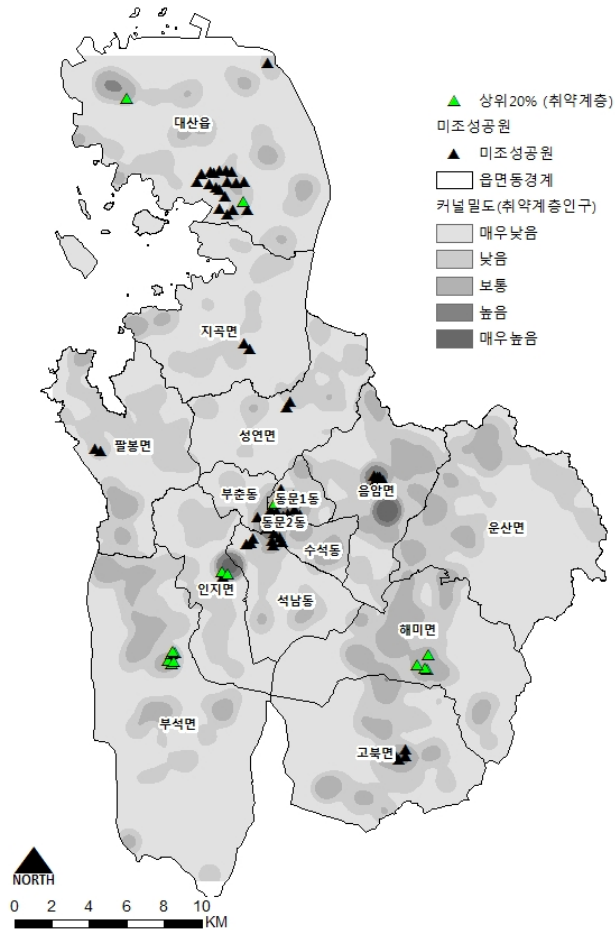 상위20% (취약계층)
미조성공원
미조성공원
읍면동경계
커널밀도(취약계층인구)
매우낮음
낮음
보통
높음
매우높음
대산읍
지곡면
성연면
팔봉면
부춘동
동문1동
음암면
운산면
동문2동
수석동
인지면
석남동
해미면
부석면
고북면
NORTH
0 2 4 6 8 10
KM